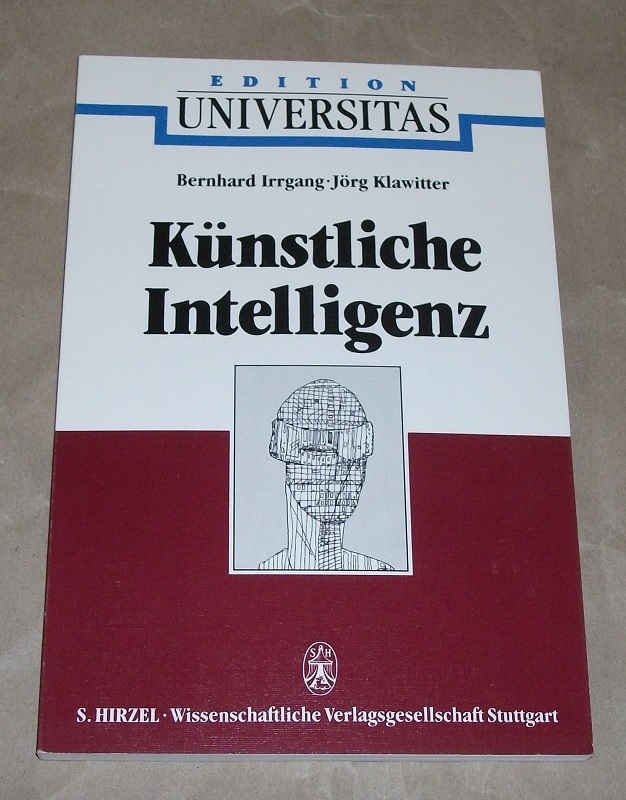 EDITION
UNIVERSITAS
Bernhard Irrgang · Jörg Klawitter
Künstliche
Intelligenz
S H
S. HIRZEL · Wissenschaftliche Verlagsgesellschaft Stuttgart